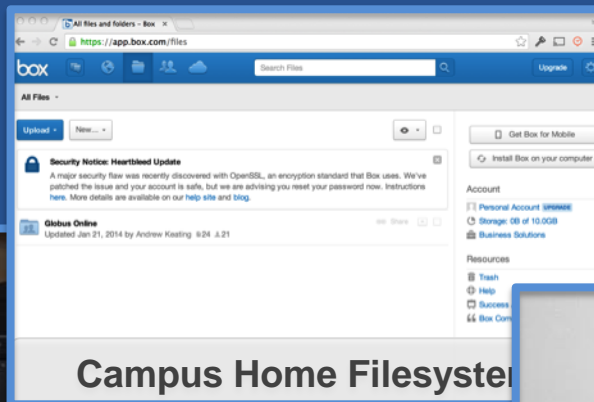 All files and folders – Box
https://app.box.com/files
box
Search Files
Upgrade
All Files
Upload
New...
Get Box for Mobile
Install Box on your computer
Security Notice: Heartbleed Update
A major security flaw was recently discovered with OpenSSL, an encryption standard that Box uses. We've
patched the issue and your account is safe, but we are advising you reset your password now. Instructions
here. More details are available on our help site and blog.
Globus Online
Share
Updated Jan 21, 2014 by Andrew Keating 24 21
Account
Personal Account UPGRADE
Storage: 0B of 10.0GB
Business Solutions
Resources
Trash
Help
Success
Box Com
Campus Home Filesyste